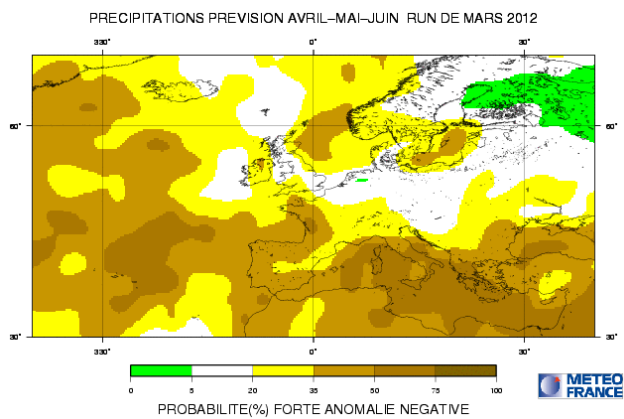 PRECIPITATIONS PREVISION AVRIL-MAI-JUIN RUN DE MARS 2012
330° 0° 30°
60° 60°
30° 30°
330° 0° 30°
0 5 20 35 50 75 100
METEO
FRANCE
PROBABILITE(%) FORTE ANOMALIE NEGATIVE